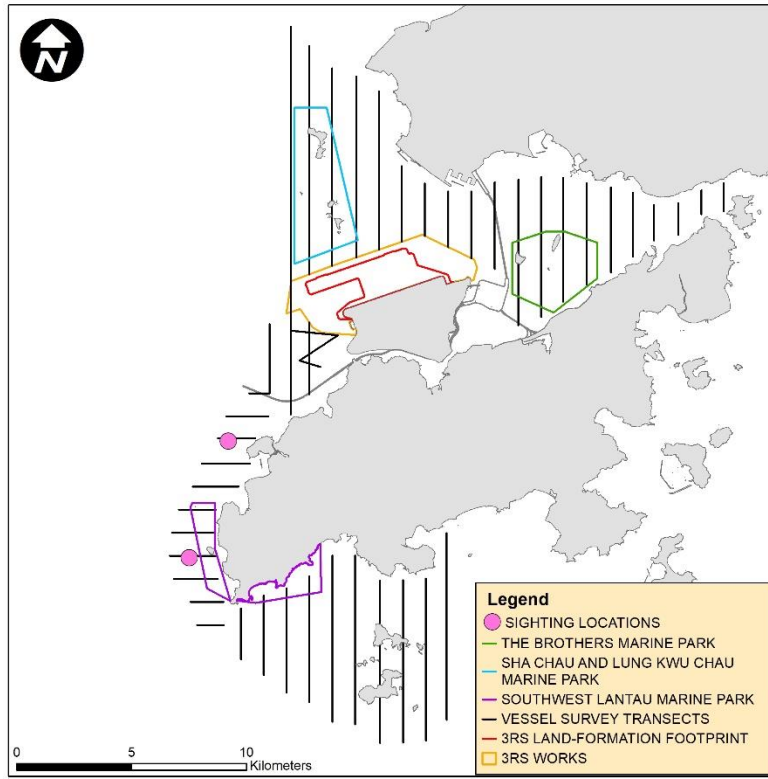 N
Legend
SIGHTING LOCATIONS
THE BROTHERS MARINE PARK
SHA CHAU AND LUNG KWU CHAU
MARINE PARK
SOUTHWEST LANTAU MARINE PARK
VESSEL SURVEY TRANSECTS
3RS LAND-FORMATION FOOTPRINT
3RS WORKS
0 5 10
Kilometers